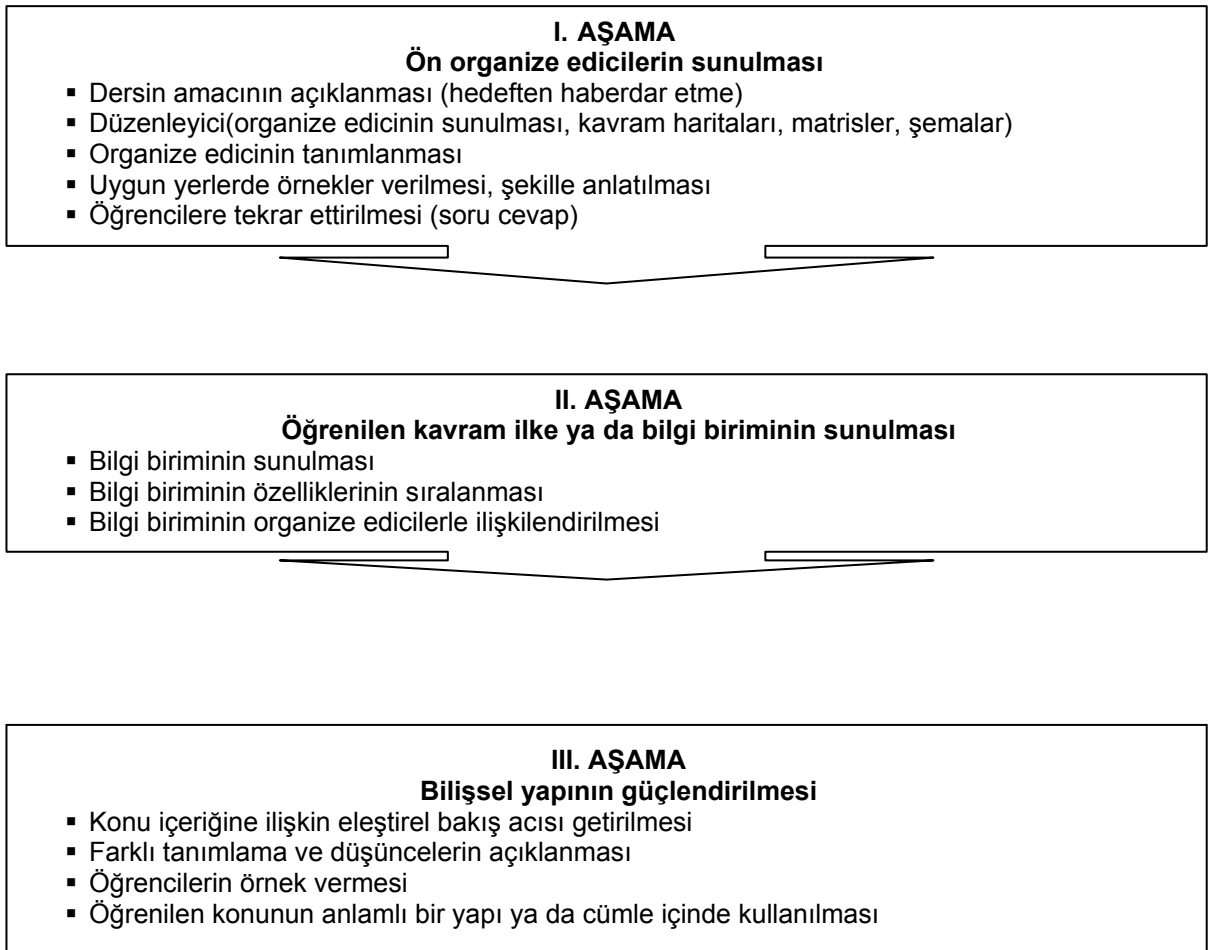 I. AŞAMA
Ön organize edicilerin sunulması
▪ Dersin amacının açıklanması (hedeften haberdar etme)
▪ Düzenleyici(organize edicinin sunulması, kavram haritaları, matrisler, şemalar)
▪ Organize edicinin tanımlanması
▪ Uygun yerlerde örnekler verilmesi, şekille anlatılması
▪ Öğrencilere tekrar ettirilmesi (soru cevap)
II. AŞAMA
Öğrenilen kavram ilke ya da bilgi biriminin sunulması
▪ Bilgi biriminin sunulması
▪ Bilgi biriminin özelliklerinin sıralanması
▪ Bilgi biriminin organize edicilerle ilişkilendirilmesi
III. AŞAMA
Bilişsel yapının güçlendirilmesi
▪ Konu içeriğine ilişkin eleştirel bakış acısı getirilmesi
▪ Farklı tanımlama ve düşüncelerin açıklanması
▪ Öğrencilerin örnek vermesi
▪ Öğrenilen konunun anlamlı bir yapı ya da cümle içinde kullanılması